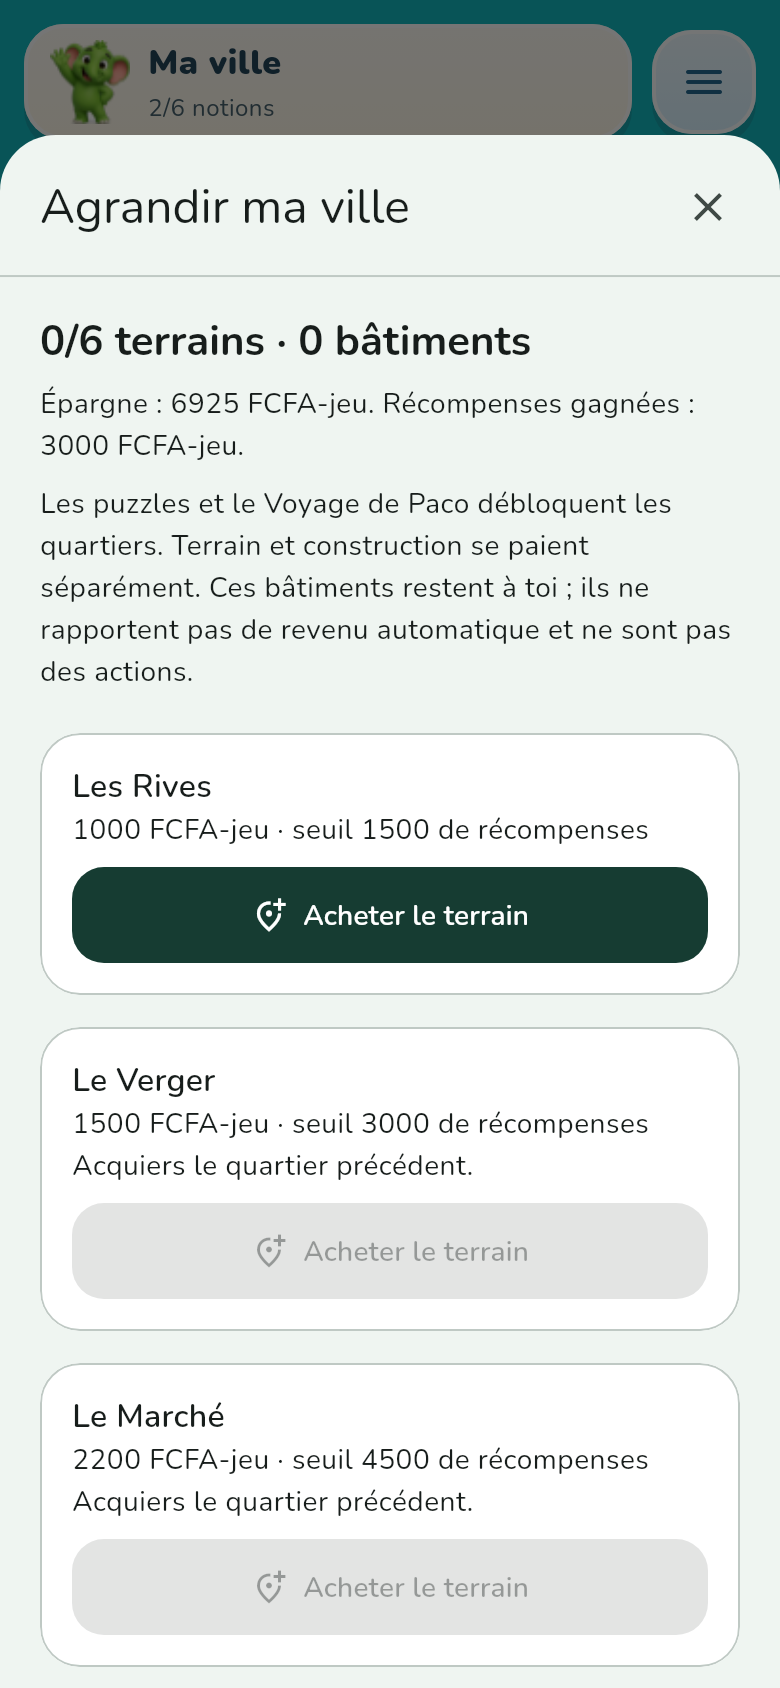 Ma ville
2/6 notions
Agrandir ma ville
0/6 terrains · 0 bâtiments
Épargne : 6925 FCFA-jeu. Récompenses gagnées :
3000 FCFA-jeu.
Les puzzles et le Voyage de Paco débloquent les
quartiers. Terrain et construction se paient
séparément. Ces bâtiments restent à toi ; ils ne
rapportent pas de revenu automatique et ne sont pas
des actions.
Les Rives
1000 FCFA-jeu · seuil 1500 de récompenses
Acheter le terrain
Le Verger
1500 FCFA-jeu · seuil 3000 de récompenses
Acquiers le quartier précédent.
Acheter le terrain
Le Marché
2200 FCFA-jeu · seuil 4500 de récompenses
Acquiers le quartier précédent.
Acheter le terrain